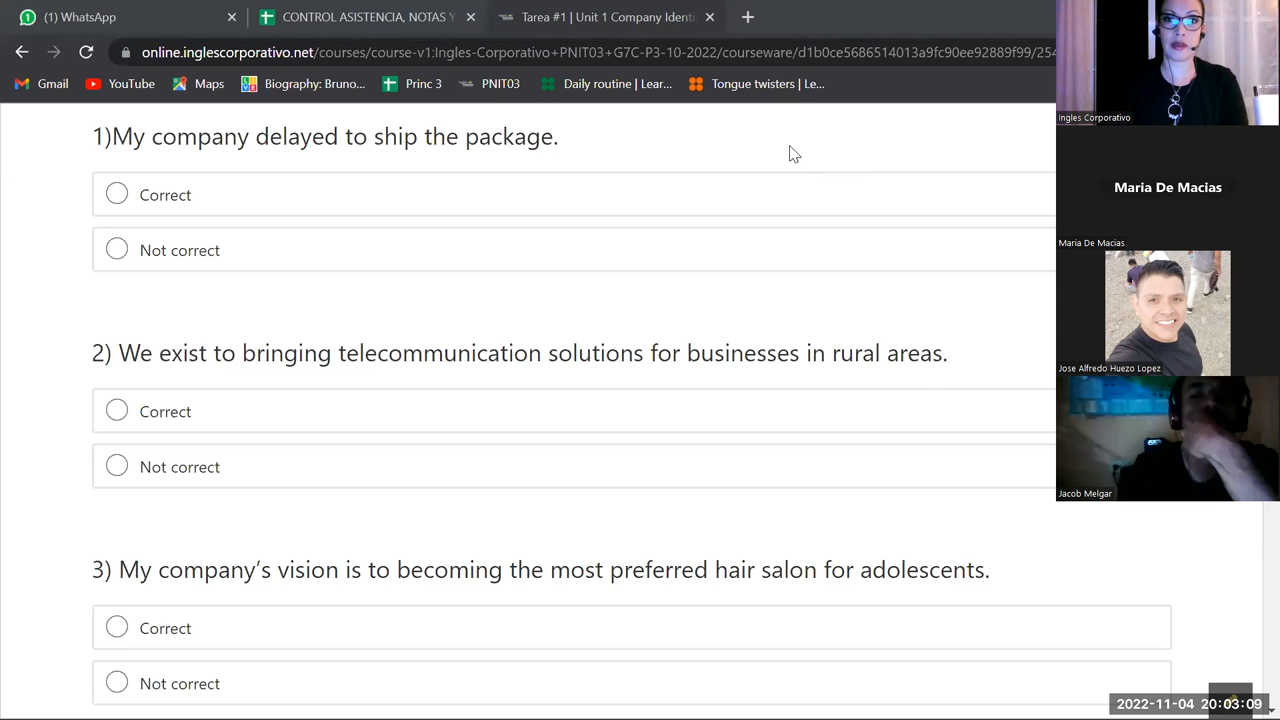 (1) WhatsApp
CONTROL ASISTENCIA, NOTAS Y
Tarea #1 | Unit 1 Company Identi
online.inglescorporativo.net/courses/course-v1:Ingles-Corporativo+PNIT03+G7C-P3-10-2022/courseware/d1b0ce5686514013a9fc90ee92889f99/254
Gmail
YouTube
Maps
Biography: Bruno...
Princ 3
PNIT03
Daily routine | Lear...
Tongue twisters | Le...
1)My company delayed to ship the package.
Correct
Not correct
2) We exist to bringing telecommunication solutions for businesses in rural areas.
Correct
Not correct
3) My company’s vision is to becoming the most preferred hair salon for adolescents.
Correct
Not correct
Ingles Corporativo
Maria De Macias
Maria De Macias
Jose Alfredo Huezo Lopez
Jacob Melgar
2022-11-04 20:03:09